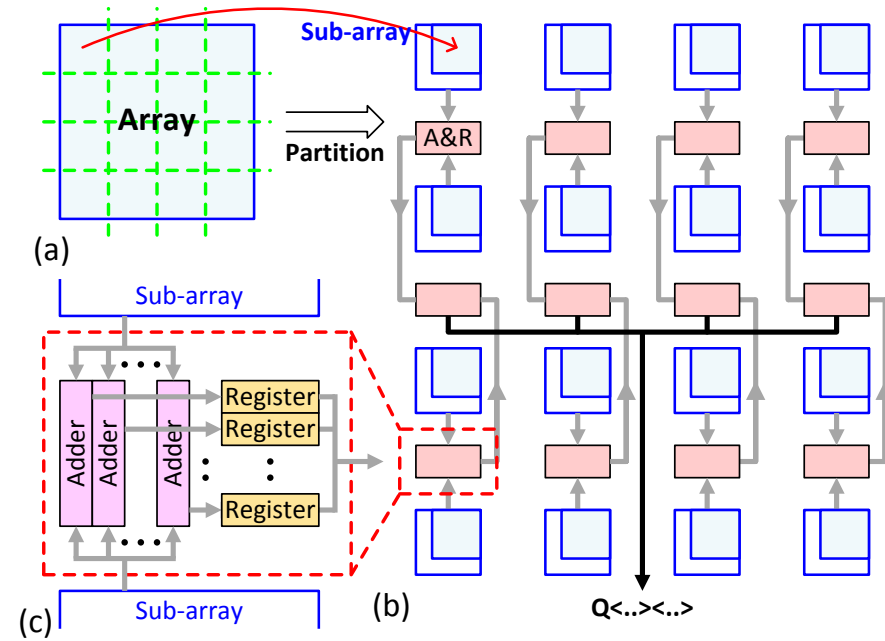 Sub-array
Array
Partition
A&R
(a)
Sub-array
Adder
Adder
Adder
Register
Register
Register
Sub-array
(c)
(b)
Q<..><..>